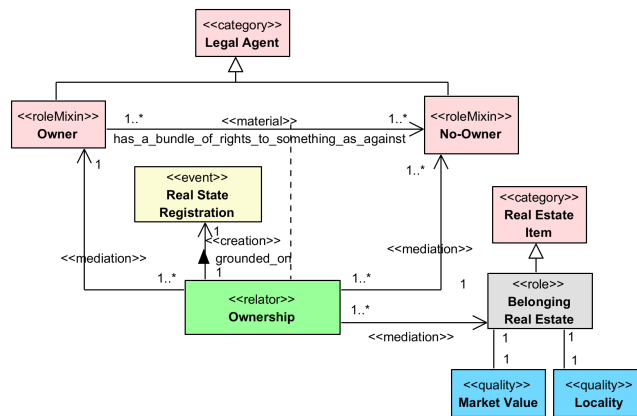 <<category>>
Legal Agent
<<roleMixin>>
Owner
1..*
<<material>>
1..*
has_a_bundle_of_rights_to_something_as_against
<<roleMixin>>
No-Owner
1
1..*
<<event>>
Real State
Registration
<<category>>
Real Estate
Item
1
<<creation>>
grounded_on
<<mediation>>
<<mediation>>
1..*
1
1..*
1
<<relator>>
Ownership
1..*
<<mediation>>
<<role>>
Belonging
Real Estate
1
1
1
1
<<quality>>
Market Value
<<quality>>
Locality